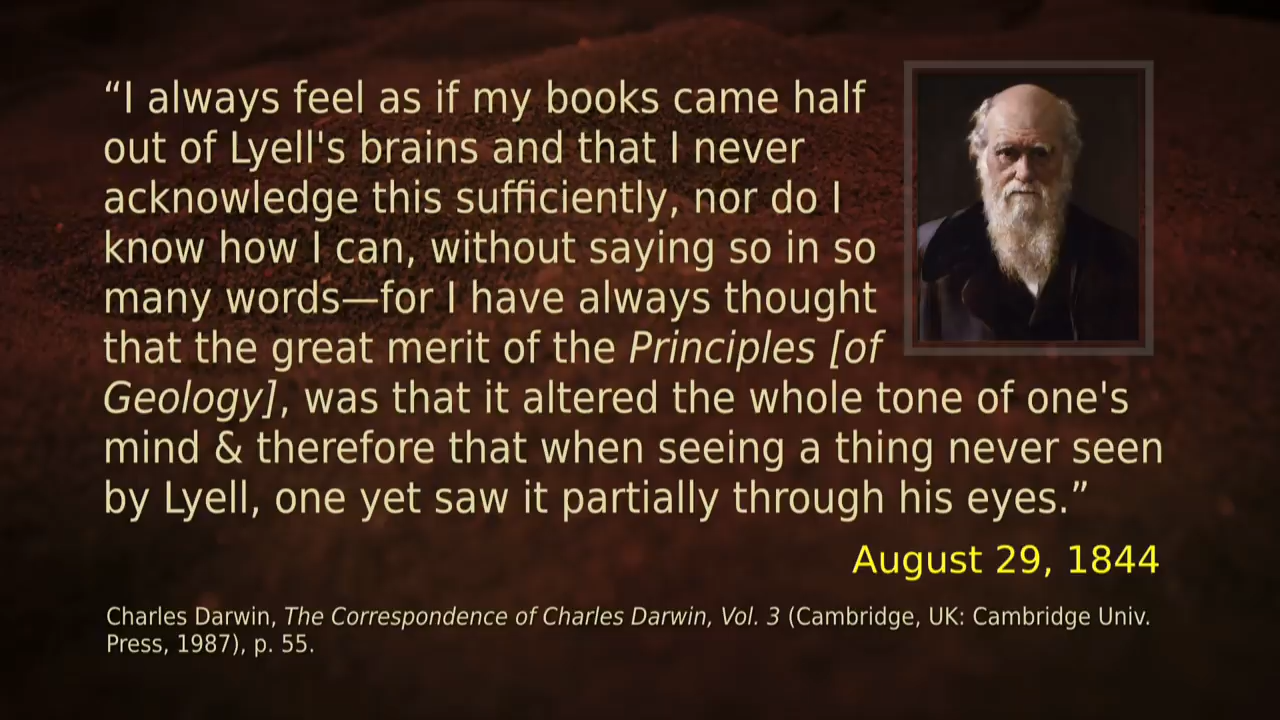 “I always feel as if my books came half
out of Lyell's brains and that I never
acknowledge this sufficiently, nor do I
know how I can, without saying so in so
many words—for I have always thought
that the great merit of the Principles [of
Geology], was that it altered the whole tone of one's
mind & therefore that when seeing a thing never seen
by Lyell, one yet saw it partially through his eyes.”
August 29, 1844
Charles Darwin, The Correspondence of Charles Darwin, Vol. 3 (Cambridge, UK: Cambridge Univ.
Press, 1987), p. 55.